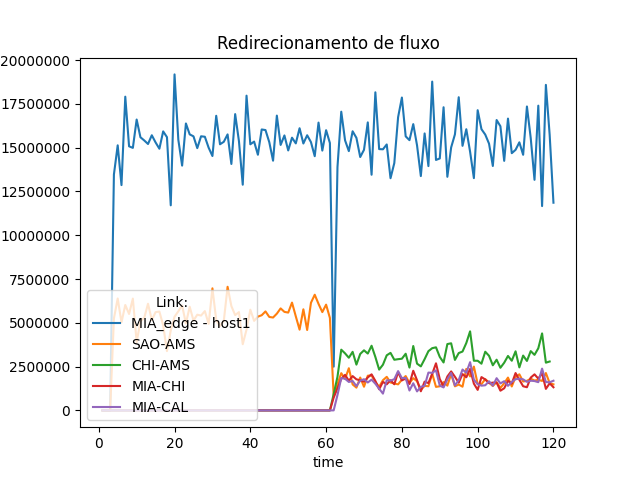 Redirecionamento de fluxo
20000000
17500000
15000000
12500000
10000000
7500000
5000000
2500000
0
Link:
MIA_edge - host1
SAO-AMS
CHI-AMS
MIA-CHI
MIA-CAL
0 20 40 60 80 100 120
time